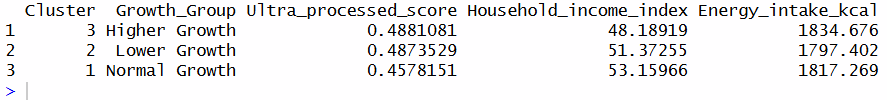 Cluster Growth_Group Ultra_processed_score Household_income_index Energy_intake_kcal
1 3 Higher Growth 0.4881081 48.18919 1834.676
2 2 Lower Growth 0.4873529 51.37255 1797.402
3 1 Normal Growth 0.4578151 53.15966 1817.269
>